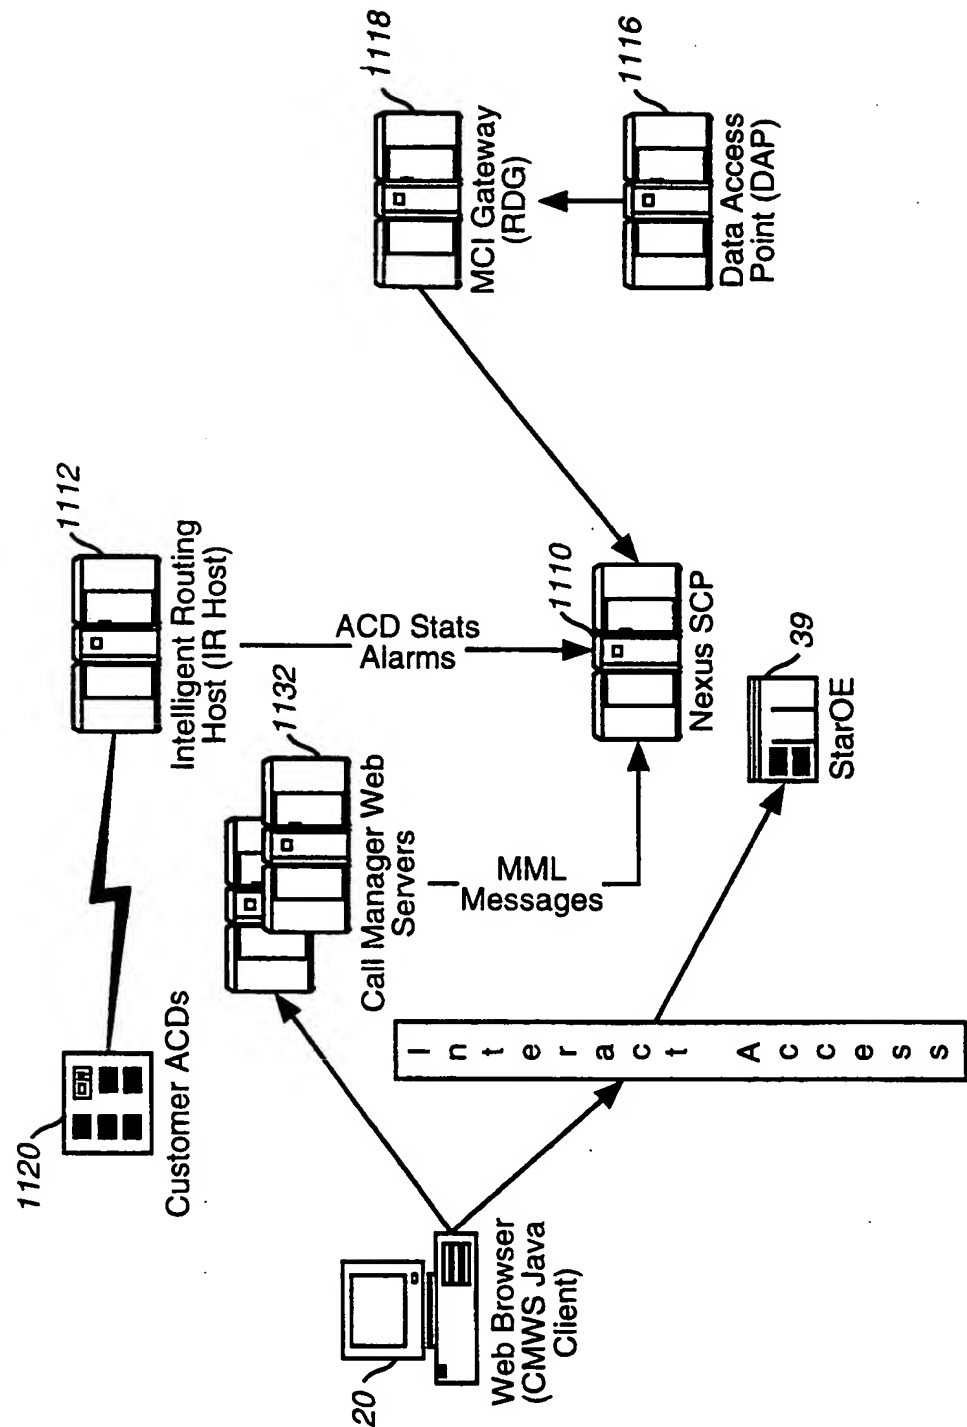 1120
Customer ACDs
1112
Intelligent Routing
Host (IR Host)
1118
MCI Gateway
(RDG)
1116
Data Access
Point (DAP)
ACD Stats
Alarms
1132
Call Manager Web
Servers
MML
Messages
1110
Nexus SCP
39
StarOE
Interact Access
20
Web Browser
(CMWS Java
Client)